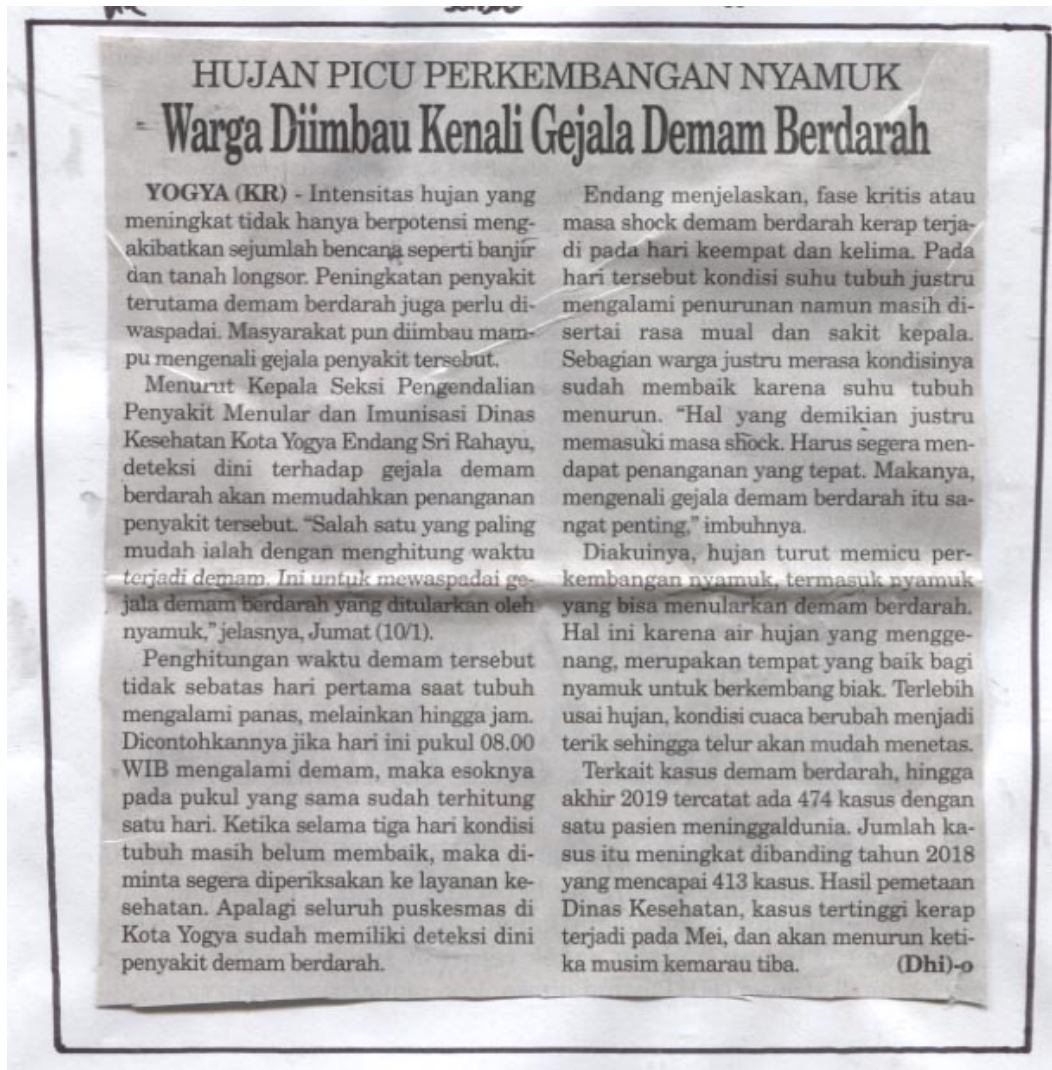 HUJAN PICU PERKEMBANGAN NYAMUK
Warga Diimbau Kenali Gejala Demam Berdarah
YOGYA (KR) - Intensitas hujan yang
meningkat tidak hanya berpotensi meng-
akibatkan sejumlah bencana seperti banjir
dan tanah longsor. Peningkatan penyakit
terutama demam berdarah juga perlu di-
waspadai. Masyarakat pun diimbau mam-
pu mengenali gejala penyakit tersebut.
Menurut Kepala Seksi Pengendalian
Penyakit Menular dan Imunisasi Dinas
Kesehatan Kota Yogya Endang Sri Rahayu,
deteksi dini terhadap gejala demam
berdarah akan memudahkan penanganan
penyakit tersebut. “Salah satu yang paling
mudah ialah dengan menghitung waktu
terjadi demam. Ini untuk mewaspadai ge-
jala demam berdarah yang ditularkan oleh
nyamuk,” jelasnya, Jumat (10/1).
Penghitungan waktu demam tersebut
tidak sebatas hari pertama saat tubuh
mengalami panas, melainkan hingga jam.
Dicontohkannya jika hari ini pukul 08.00
WIB mengalami demam, maka esoknya
pada pukul yang sama sudah terhitung
satu hari. Ketika selama tiga hari kondisi
tubuh masih belum membaik, maka di-
minta segera diperiksakan ke layanan ke-
sehatan. Apalagi seluruh puskesmas di
Kota Yogya sudah memiliki deteksi dini
penyakit demam berdarah.
Endang menjelaskan, fase kritis atau
masa shock demam berdarah kerap terja-
di pada hari keempat dan kelima. Pada
hari tersebut kondisi suhu tubuh justru
mengalami penurunan namun masih di-
sertai rasa mual dan sakit kepala.
Sebagian warga justru merasa kondisinya
sudah membaik karena suhu tubuh
menurun. “Hal yang demikian justru
memasuki masa shock. Harus segera men-
dapat penanganan yang tepat. Makanya,
mengenali gejala demam berdarah itu sa-
ngat penting,” imbuhnya.
Diakuinya, hujan turut memicu per-
kembangan nyamuk, termasuk nyamuk
yang bisa menularkan demam berdarah.
Hal ini karena air hujan yang mengge-
nang, merupakan tempat yang baik bagi
nyamuk untuk berkembang biak. Terlebih
usai hujan, kondisi cuaca berubah menjadi
terik sehingga telur akan mudah menetas.
Terkait kasus demam berdarah, hingga
akhir 2019 tercatat ada 474 kasus dengan
satu pasien meninggaldunia. Jumlah ka-
sus itu meningkat dibanding tahun 2018
yang mencapai 413 kasus. Hasil pemetaan
Dinas Kesehatan, kasus tertinggi kerap
terjadi pada Mei, dan akan menurun keti-
ka musim kemarau tiba. (Dhi)-o